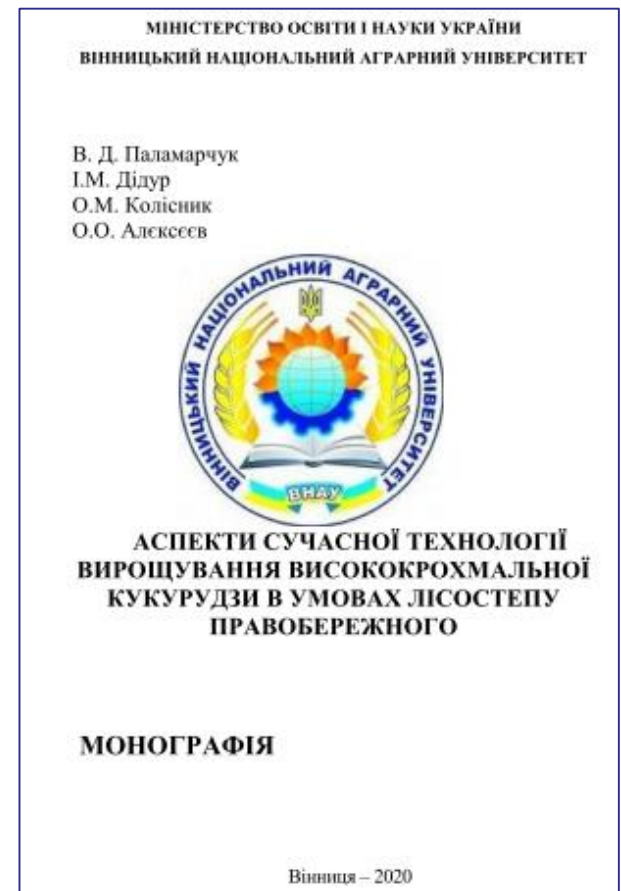 МІНІСТЕРСТВО ОСВІТИ І НАУКИ УКРАЇНИ
ВІННИЦЬКИЙ НАЦІОНАЛЬНИЙ АГРАРНИЙ УНІВЕРСИТЕТ
В. Д. Паламарчук
І.М. Дідур
О.М. Колісник
О.О. Алєксєєв
ВІННИЦЬКИЙ НАЦІОНАЛЬНИЙ АГРАРНИЙ УНІВЕРСИТЕТ
ВНАУ
АСПЕКТИ СУЧАСНОЇ ТЕХНОЛОГІЇ
ВИРОЩУВАННЯ ВИСОКОКРОХМАЛЬНОЇ
КУКУРУДЗИ В УМОВАХ ЛІСОСТЕПУ
ПРАВОБЕРЕЖНОГО
МОНОГРАФІЯ
Вінниця – 2020